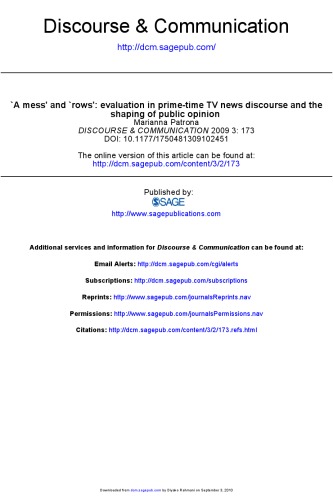 Discourse & Communication
http://dcm.sagepub.com/
`A mess' and `rows': evaluation in prime-time TV news discourse and the
shaping of public opinion
Marianna Patrona
DISCOURSE & COMMUNICATION 2009 3: 173
DOI: 10.1177/1750481309102451
The online version of this article can be found at:
http://dcm.sagepub.com/content/3/2/173
Published by:
SAGE
http://www.sagepublications.com
Additional services and information for Discourse & Communication can be found at:
Email Alerts: http://dcm.sagepub.com/cgi/alerts
Subscriptions: http://dcm.sagepub.com/subscriptions
Reprints: http://www.sagepub.com/journalsReprints.nav
Permissions: http://www.sagepub.com/journalsPermissions.nav
Citations: http://dcm.sagepub.com/content/3/2/173.refs.html
Downloaded from dcm.sagepub.com by Elyske Rahmani on September 5, 2010